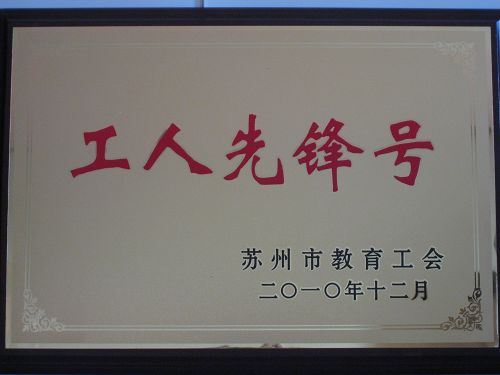 工人先锋号
苏州市教育工会
二〇一〇年十二月